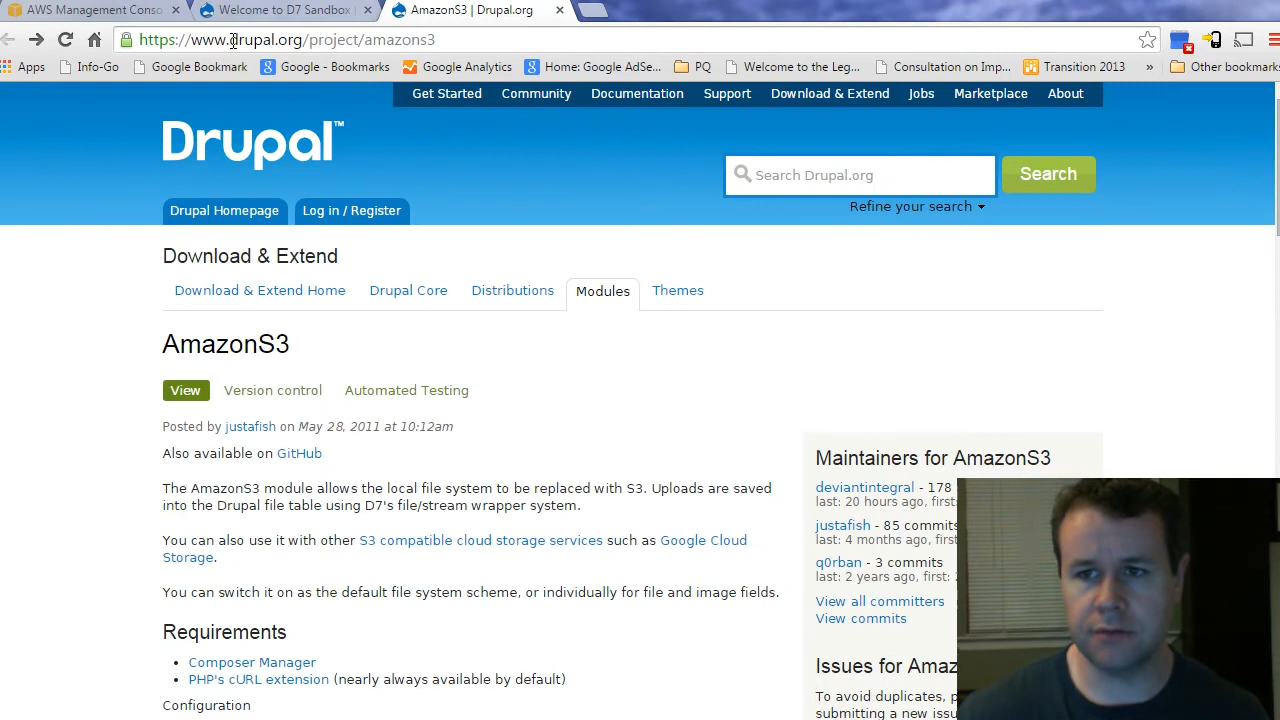 AWS Management Conso
Welcome to D7 Sandbox |
AmazonS3 | Drupal.org
https://www.drupal.org/project/amazons3
Apps
Info-Go
Google Bookmark
Google - Bookmarks
Google Analytics
Home: Google AdSe...
PQ
Welcome to the Leg...
Consultation on Imp...
Transition 2013
»
Other bookmarks
Get Started
Community
Documentation
Support
Download & Extend
Jobs
Marketplace
About
Drupal™
Search Drupal.org
Search
Refine your search
Drupal Homepage
Log in / Register
Download & Extend
Download & Extend Home
Drupal Core
Distributions
Modules
Themes
AmazonS3
View
Version control
Automated Testing
Posted by justafish on May 28, 2011 at 10:12am
Also available on GitHub
The AmazonS3 module allows the local file system to be replaced with S3. Uploads are saved
into the Drupal file table using D7's file/stream wrapper system.
You can also use it with other S3 compatible cloud storage services such as Google Cloud
Storage.
You can switch it on as the default file system scheme, or individually for file and image fields.
Requirements
• Composer Manager
• PHP's cURL extension (nearly always available by default)
Configuration
Maintainers for AmazonS3
deviantintegral - 178
last: 20 hours ago, first:
justafish - 85 commits
last: 4 months ago, first:
q0rban - 3 commits
last: 2 years ago, first:
View all committers
View commits
Issues for Amaz
To avoid duplicates, p
submitting a new issu